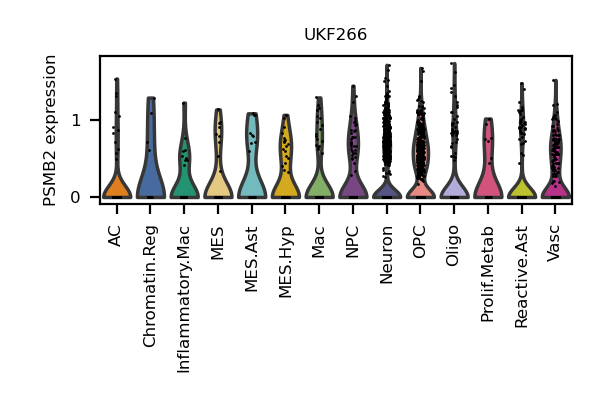 UKF266
PSMB2 expression
1
0
AC
Chromatin.Reg
Inflammatory.Mac
MES
MES.Ast
MES.Hyp
Mac
NPC
Neuron
OPC
Oligo
Prolif.Metab
Reactive.Ast
Vasc